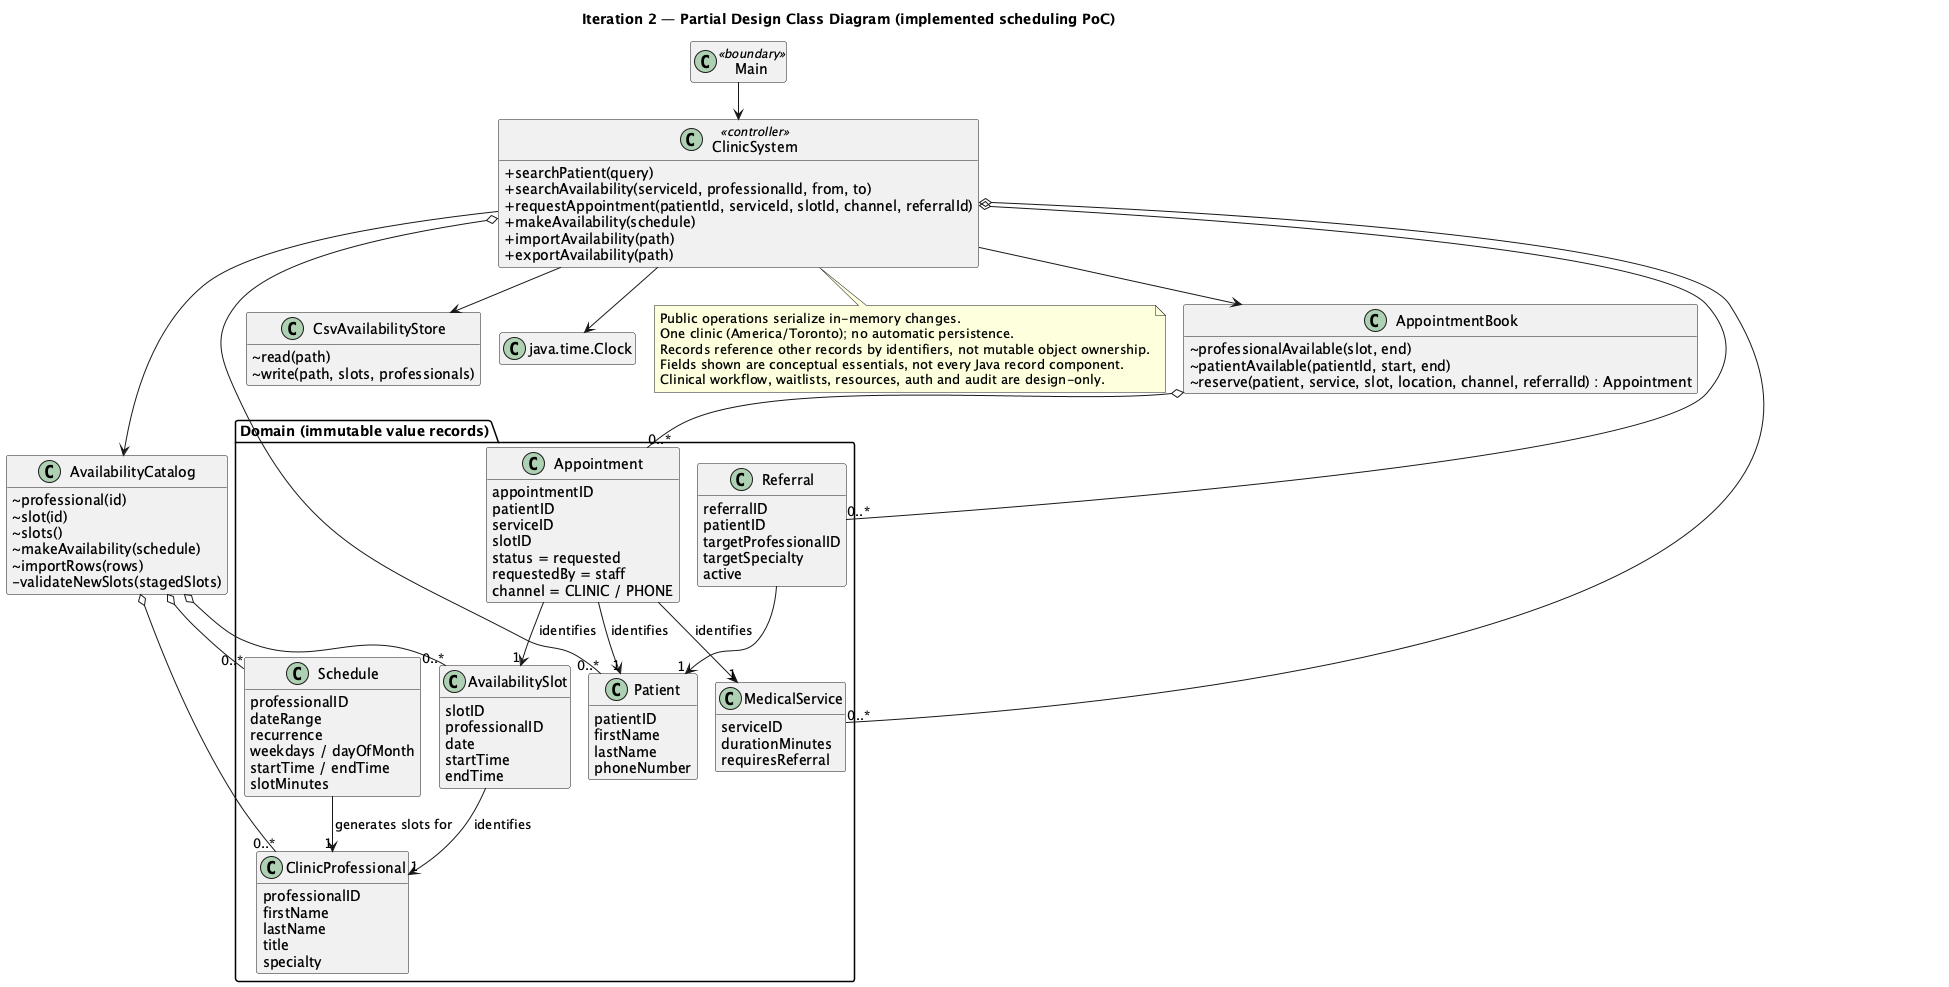 Iteration 2 — Partial Design Class Diagram (implemented scheduling PoC)
C «boundary»
Main
C «controller»
ClinicSystem
+searchPatient(query)
+searchAvailability(serviceId, professionalId, from, to)
+requestAppointment(patientId, serviceId, slotId, channel, referralId)
+makeAvailability(schedule)
+importAvailability(path)
+exportAvailability(path)
C CsvAvailabilityStore
~read(path)
~write(path, slots, professionals)
C java.time.Clock
Public operations serialize in-memory changes.
One clinic (America/Toronto); no automatic persistence.
Records reference other records by identifiers, not mutable object ownership.
Fields shown are conceptual essentials, not every Java record component.
Clinical workflow, waitlists, resources, auth and audit are design-only.
C AppointmentBook
~professionalAvailable(slot, end)
~patientAvailable(patientId, start, end)
~reserve(patient, service, slot, location, channel, referralId) : Appointment
Domain (immutable value records)
C AvailabilityCatalog
~professional(id)
~slot(id)
~slots()
~makeAvailability(schedule)
~importRows(rows)
-validateNewSlots(stagedSlots)
0..*
C Appointment
appointmentID
patientID
serviceID
slotID
status = requested
requestedBy = staff
channel = CLINIC / PHONE
C Referral
referralID
patientID
targetProfessionalID
targetSpecialty
active
0..*
identifies
identifies
identifies
0..*
0..*
1
0..*
1
1
1
C Schedule
professionalID
dateRange
recurrence
weekdays / dayOfMonth
startTime / endTime
slotMinutes
C AvailabilitySlot
slotID
professionalID
date
startTime
endTime
C Patient
patientID
firstName
lastName
phoneNumber
C MedicalService
serviceID
durationMinutes
requiresReferral
0..*
generates slots for
identifies
0..*
1
1
C ClinicProfessional
professionalID
firstName
lastName
title
specialty